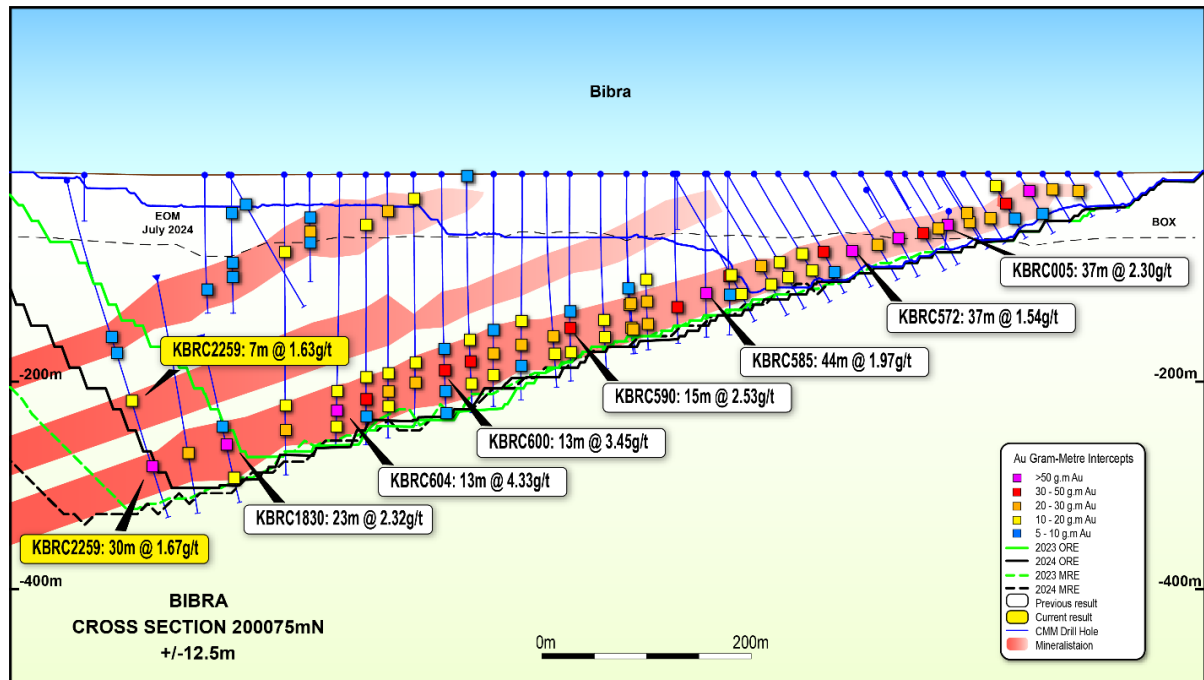 Bibra
EOM
July 2024
BOX
KBRC005: 37m @ 2.30g/t
KBRC572: 37m @ 1.54g/t
KBRC2259: 7m @ 1.63g/t
KBRC585: 44m @ 1.97g/t
-200m
-200m
KBRC590: 15m @ 2.53g/t
KBRC600: 13m @ 3.45g/t
KBRC604: 13m @ 4.33g/t
KBRC1830: 23m @ 2.32g/t
KBRC2259: 30m @ 1.67g/t
Au Gram-Metre Intercepts
>50 g.m Au
30 - 50 g.m Au
20 - 30 g.m Au
10 - 20 g.m Au
5 - 10 g.m Au
2023 ORE
2024 ORE
2023 MRE
2024 MRE
Previous result
Current result
CMM Drill Hole
Mineralistaion
-400m
-400m
BIBRA
CROSS SECTION 200075mN
+/-12.5m
0m
200m